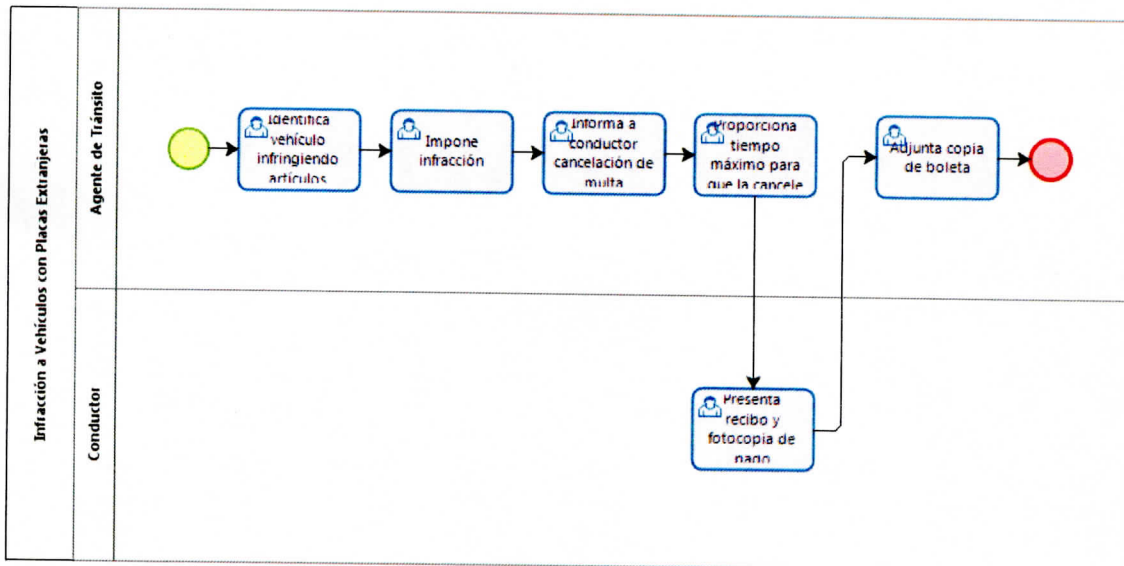 Infracción a Vehículos con Placas Extranjeras
Agente de Tránsito
Identifica
vehículo
infringiendo
artículos
Impone
infracción
Informa a
conductor
cancelación de
multa
Proporciona
tiempo
máximo para
que la cancele
Adjunta copia
de boleta
Conductor
Presenta
recibo y
fotocopia de
pago